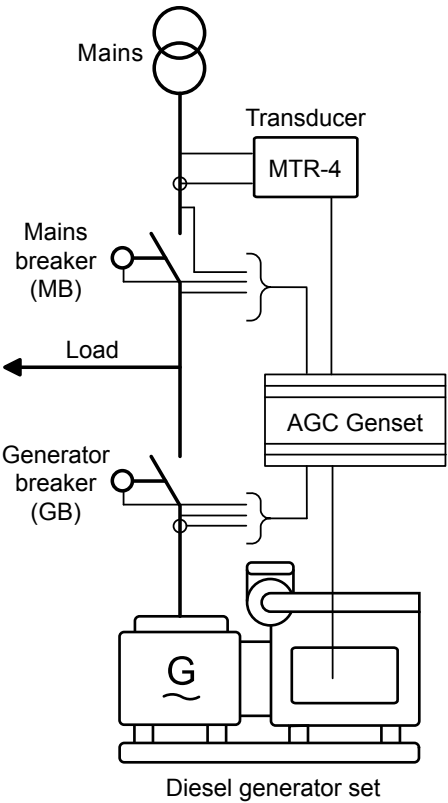 Mains
Transducer
MTR-4
Mains
breaker
(MB)
Load
AGC Genset
Generator
breaker
(GB)
G
Diesel generator set